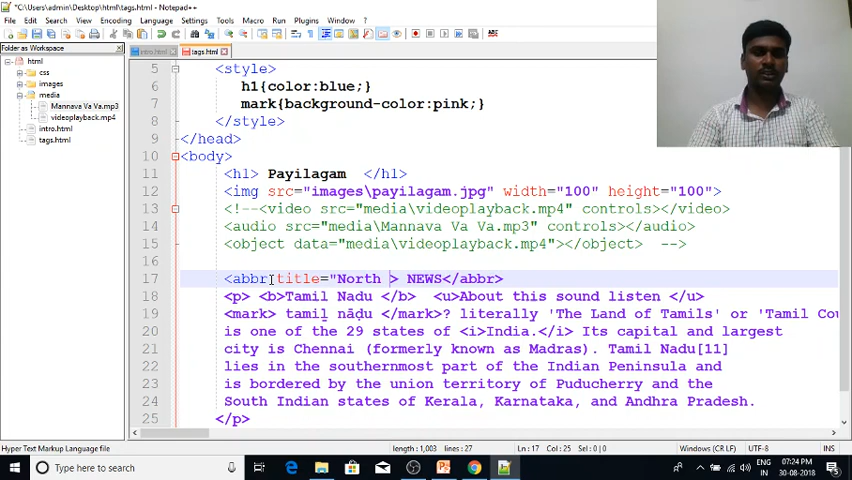 *C:\Users\admin\Desktop\html\tags.html - Notepad++
File Edit Search View Encoding Language Settings Tools Macro Run Plugins Window ?
Folder as Workspace
intro.html tags.html
html
css
images
media
Mannava Va Va.mp3
videoplayback.mp4
intro.html
tags.html
5 <style>
6 h1{color:blue;}
7 mark{background-color:pink;}
8 </style>
9 </head>
10 <body>
11 <h1> Payilagam </h1>
12 <img src="images\payilagam.jpg" width="100" height="100">
13 <!--<video src="media\videoplayback.mp4" controls></video>
14 <audio src="media\Mannava Va Va.mp3" controls></audio>
15 <object data="media\videoplayback.mp4"></object> -->
16
17 <abbr title="North > NEWS</abbr>
18 <p> <b>Tamil Nadu </b> <u>About this sound listen </u>
19 <mark> tamiḻ nāḍu </mark>? literally 'The Land of Tamils' or 'Tamil Cou
20 is one of the 29 states of <i>India.</i> Its capital and largest
21 city is Chennai (formerly known as Madras). Tamil Nadu[11]
22 lies in the southernmost part of the Indian Peninsula and
23 is bordered by the union territory of Puducherry and the
24 South Indian states of Kerala, Karnataka, and Andhra Pradesh.
25 </p>
Hyper Text Markup Language file length : 1,003 lines : 27 Ln : 17 Col : 25 Sel : 0 | 0 Windows (CR LF) UTF-8 INS
Type here to search
ENG
IN
07:24 PM
30-08-2018